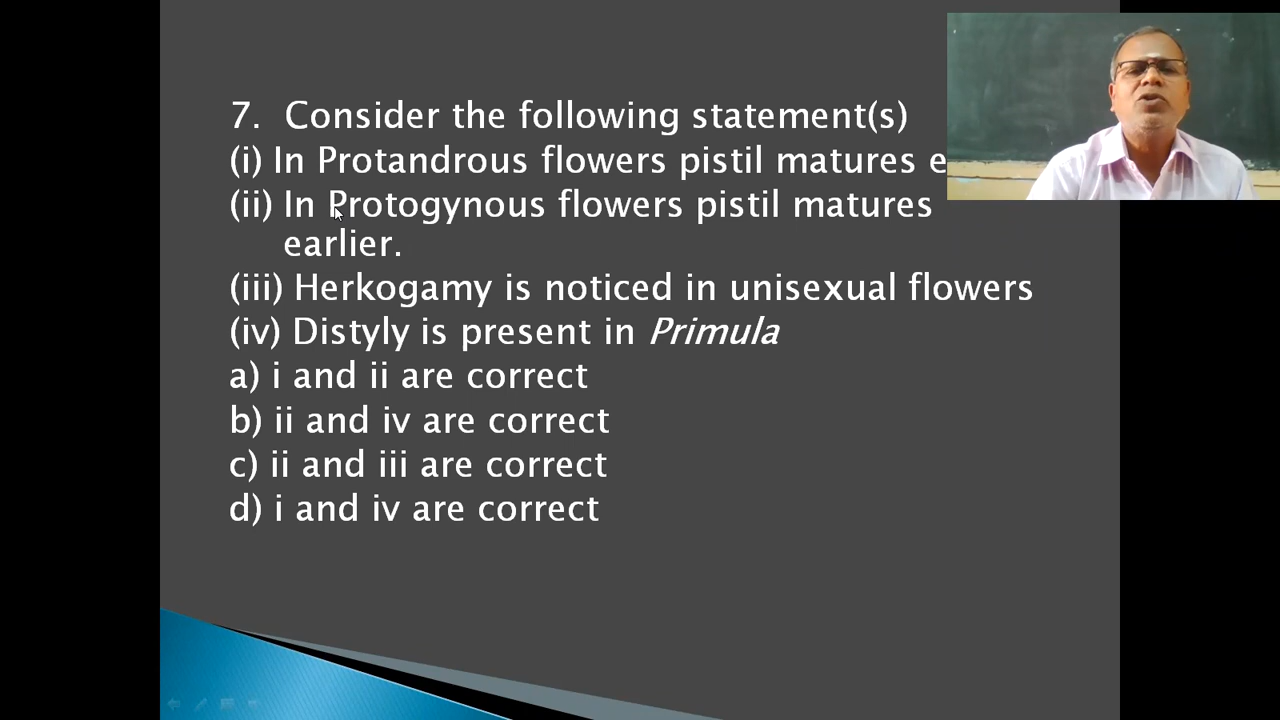 7. Consider the following statement(s)
(i) In Protandrous flowers pistil matures e
(ii) In Protogynous flowers pistil matures
earlier.
(iii) Herkogamy is noticed in unisexual flowers
(iv) Distyly is present in Primula
a) i and ii are correct
b) ii and iv are correct
c) ii and iii are correct
d) i and iv are correct